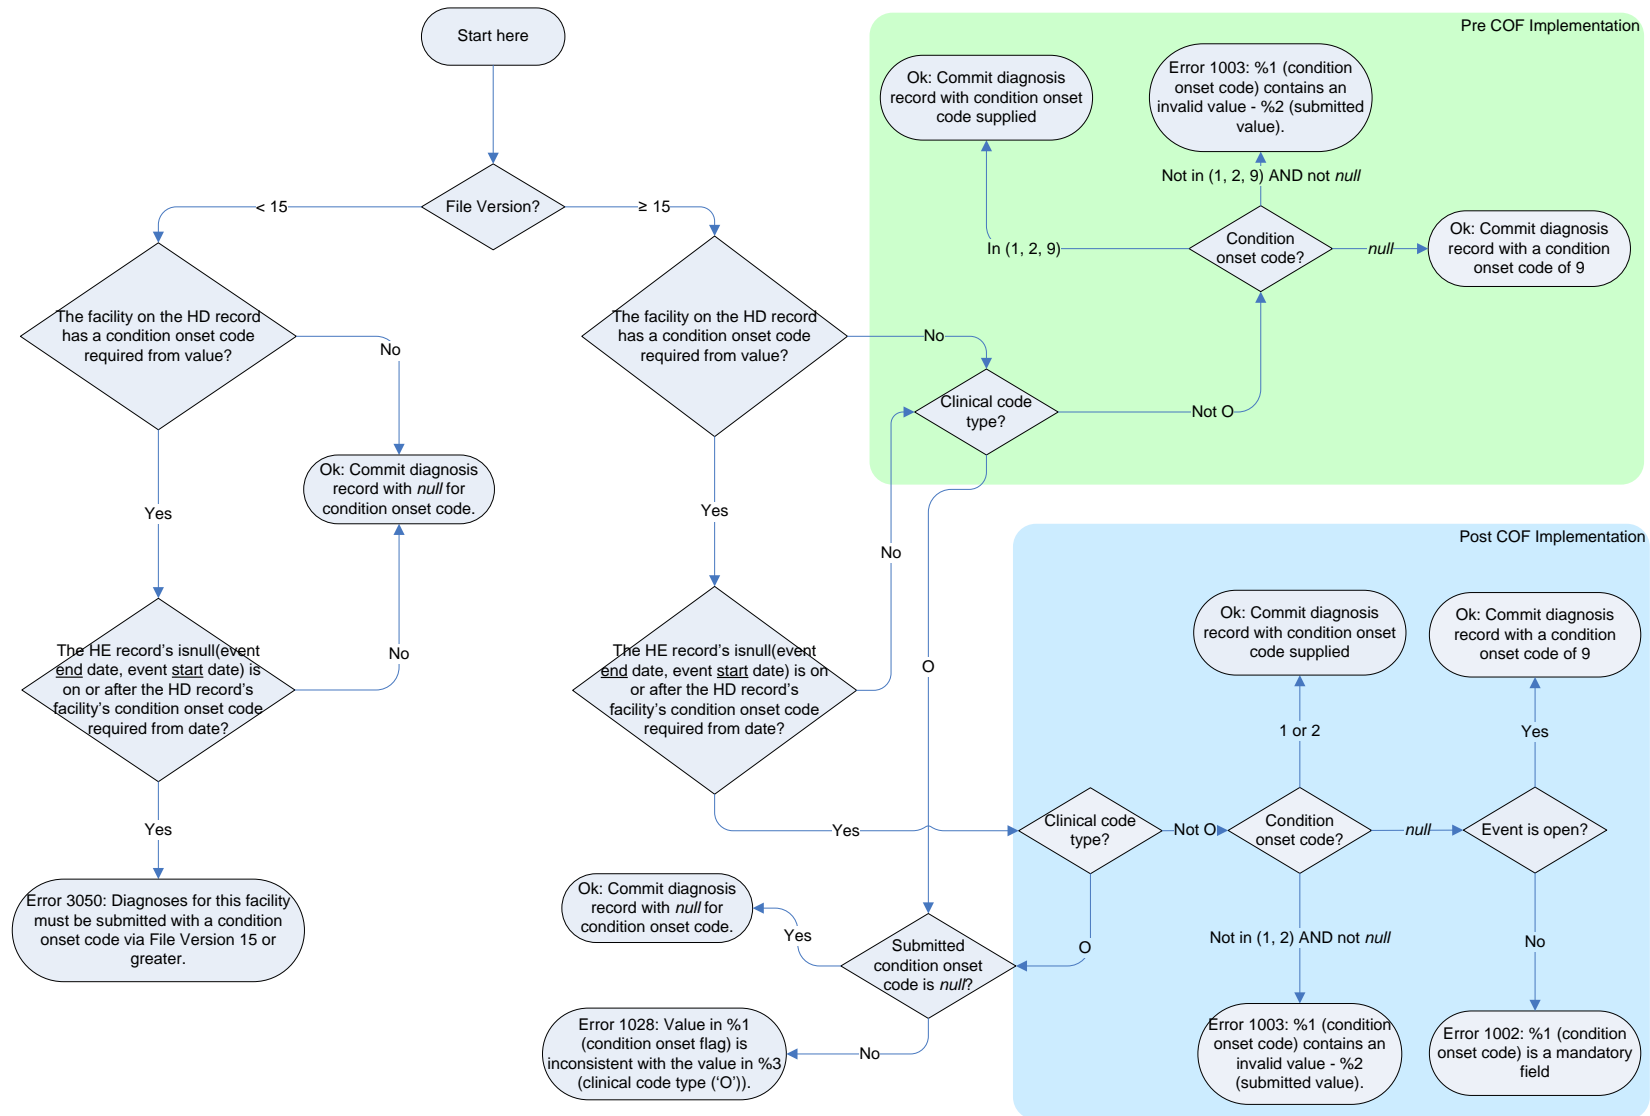 Start here
Pre COF Implementation
Ok: Commit diagnosis
record with condition onset
code supplied
Error 1003: %1 (condition
onset code) contains an
invalid value - %2 (submitted
value).
Not in (1, 2, 9) AND not null
< 15
File Version?
≥ 15
In (1, 2, 9)
Condition
onset code?
null
Ok: Commit diagnosis
record with a condition
onset code of 9
The facility on the HD record
has a condition onset code
required from value?
No
The facility on the HD record
has a condition onset code
required from value?
No
Clinical code
type?
Not O
Ok: Commit diagnosis
record with null for
condition onset code.
Yes
Yes
No
O
No
The HE record's isnull(event
end date, event start date) is
on or after the HD record's
facility's condition onset code
required from date?
The HE record's isnull(event
end date, event start date) is on
or after the HD record's
facility's condition onset code
required from date?
Post COF Implementation
Ok: Commit diagnosis
record with condition onset
code supplied
Ok: Commit diagnosis
record with a condition
onset code of 9
1 or 2
Yes
Yes
Yes
Clinical code
type?
Not O
Condition
onset code?
null
Event is open?
Error 3050: Diagnoses for this facility
must be submitted with a condition
onset code via File Version 15 or
greater.
Ok: Commit diagnosis
record with null for
condition onset code.
Yes
Submitted
condition onset
code is null?
O
Not in (1, 2) AND not null
No
Error 1028: Value in %1
(condition onset flag) is
inconsistent with the value in %3
(clinical code type ('O')).
No
Error 1003: %1 (condition
onset code) contains an
invalid value - %2
(submitted value).
Error 1002: %1 (condition
onset code) is a mandatory
field